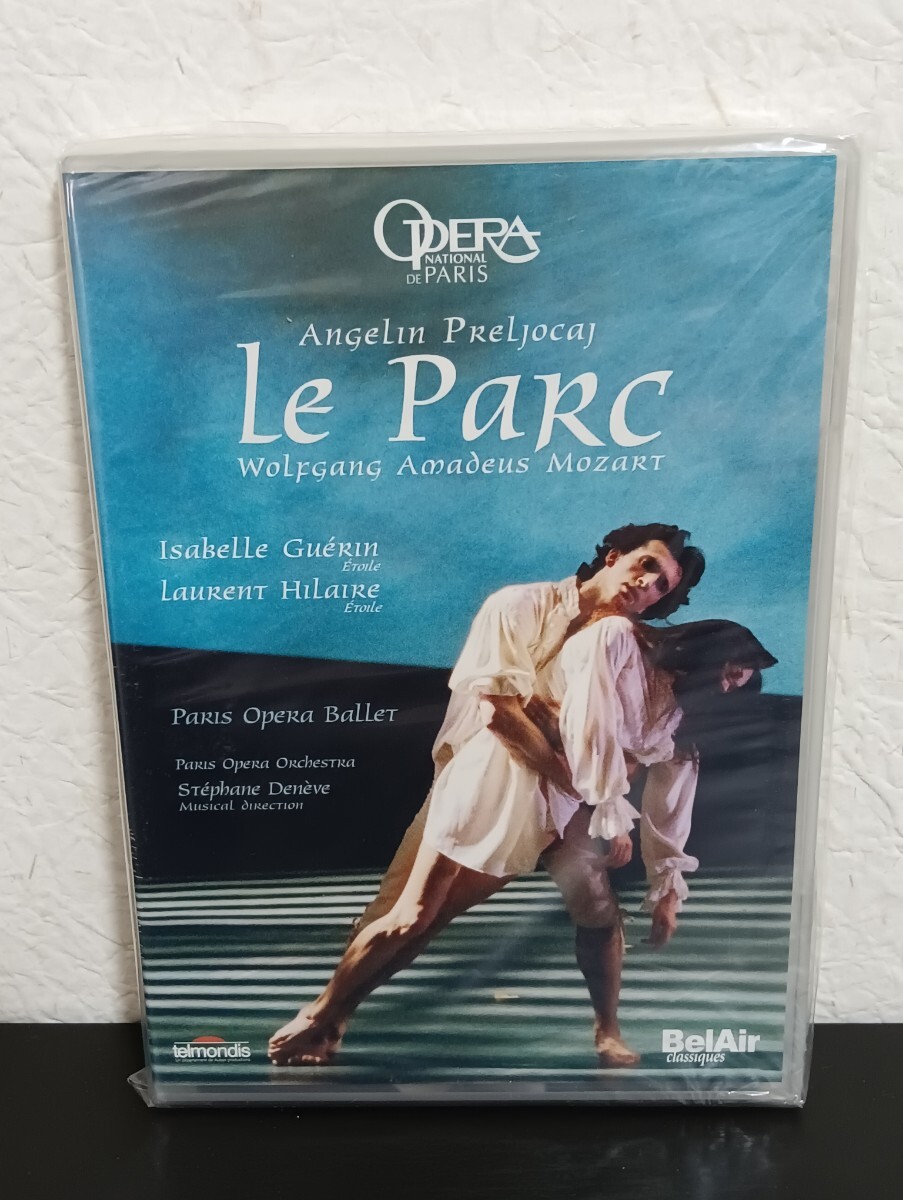 OPERA
NATIONAL
DE PARIS
Angelin Preljocaj
Le Parc
Wolfgang Amadeus Mozart
Isabelle Guérin
Étoile
Laurent Hilaire
Étoile
Paris Opera Ballet
Paris Opera Orchestra
Stéphane Denève
Musical direction
telmondis
BelAir
classiques